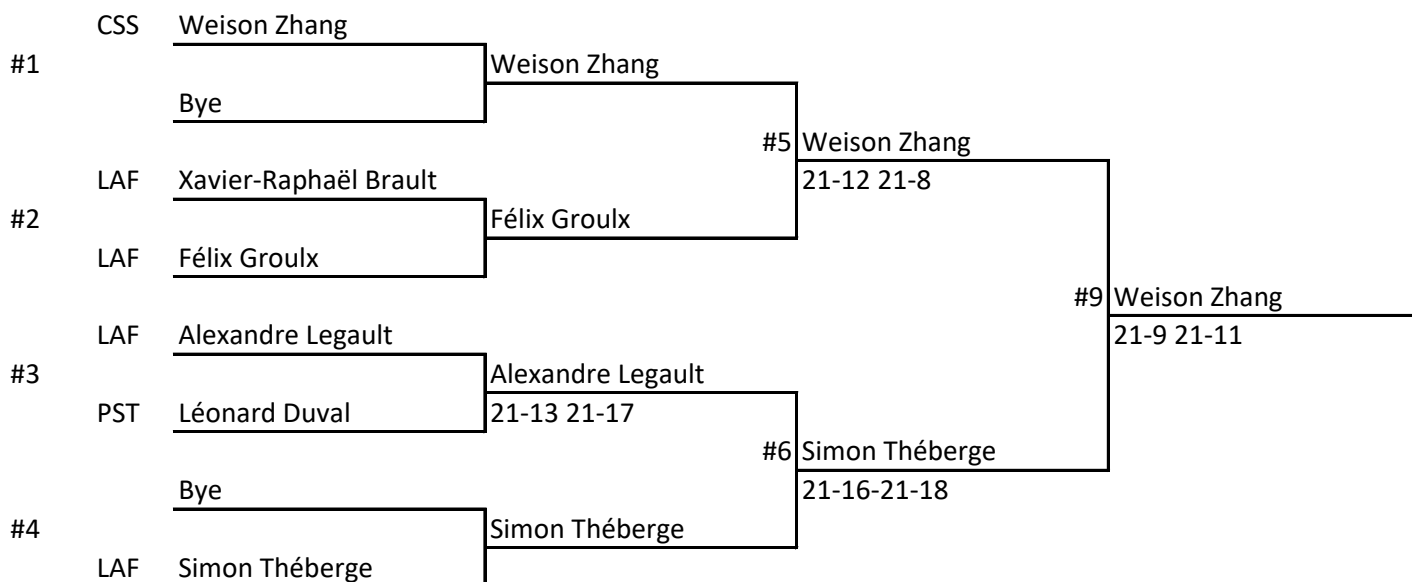 CSS Weison Zhang
#1 Weison Zhang
Bye
#5 Weison Zhang
LAF Xavier-Raphaël Brault 21-12 21-8
#2 Félix Groulx
LAF Félix Groulx
#9 Weison Zhang
LAF Alexandre Legault 21-9 21-11
#3 Alexandre Legault
PST Léonard Duval 21-13 21-17
#6 Simon Théberge
Bye 21-16-21-18
#4 Simon Théberge
LAF Simon Théberge